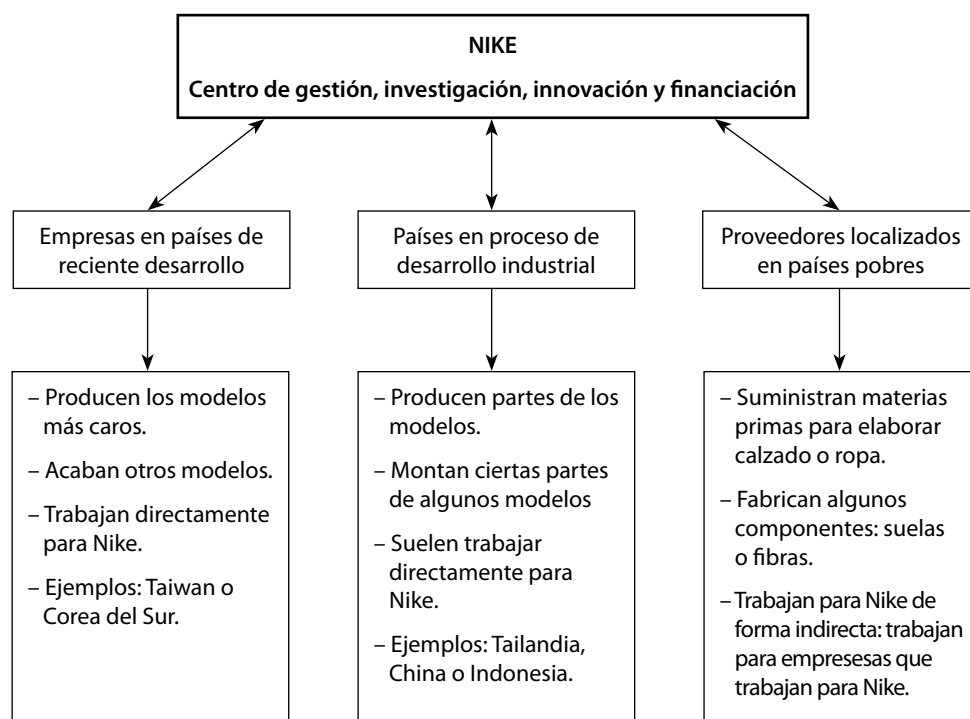 NIKE
Centro de gestión, investigación, innovación y financiación
Empresas en países de
reciente desarrollo
Países en proceso de
desarrollo industrial
Proveedores localizados
en países pobres
– Producen los modelos
más caros.
– Acaban otros modelos.
– Trabajan directamente
para Nike.
– Ejemplos: Taiwan o
Corea del Sur.
– Producen partes de los
modelos.
– Montan ciertas partes
de algunos modelos
– Suelen trabajar
directamente para
Nike.
– Ejemplos: Tailandia,
China o Indonesia.
– Suministran materias
primas para elaborar
calzado o ropa.
– Fabrican algunos
componentes: suelas
o fibras.
– Trabajan para Nike de
forma indirecta: trabajan
para empresesas que
trabajan para Nike.